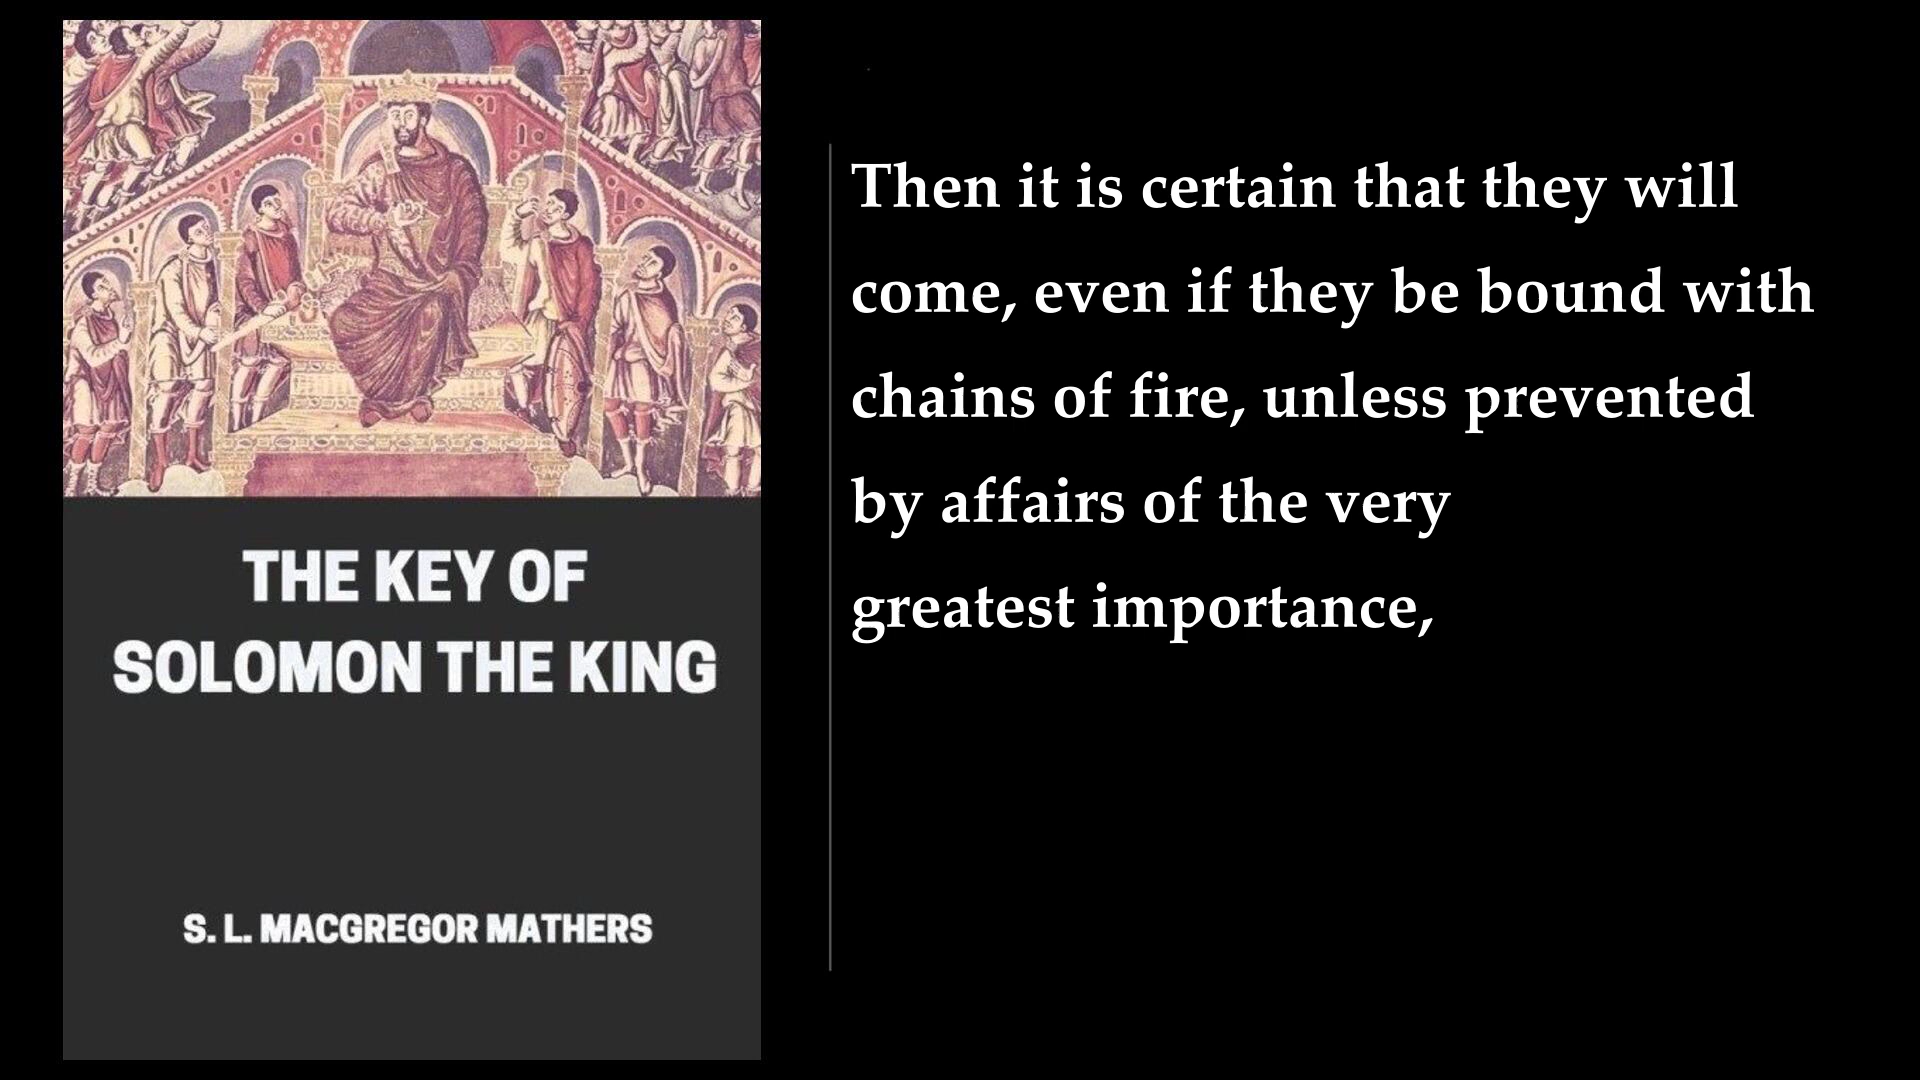 THE KEY OF
SOLOMON THE KING
S. L. MACGREGOR MATHERS
Then it is certain that they will
come, even if they be bound with
chains of fire, unless prevented
by affairs of the very
greatest importance,